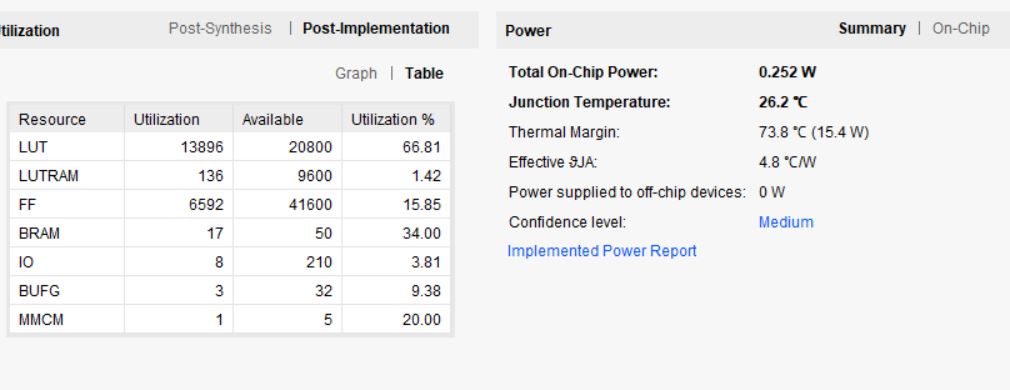 tilization Post-Synthesis | Post-Implementation
Graph | Table
Resource Utilization Available Utilization %
LUT 13896 20800 66.81
LUTRAM 136 9600 1.42
FF 6592 41600 15.85
BRAM 17 50 34.00
IO 8 210 3.81
BUFG 3 32 9.38
MMCM 1 5 20.00
Power Summary | On-Chip
Total On-Chip Power: 0.252 W
Junction Temperature: 26.2 °C
Thermal Margin: 73.8 °C (15.4 W)
Effective ϑJA: 4.8 °C/W
Power supplied to off-chip devices: 0 W
Confidence level: Medium
Implemented Power Report